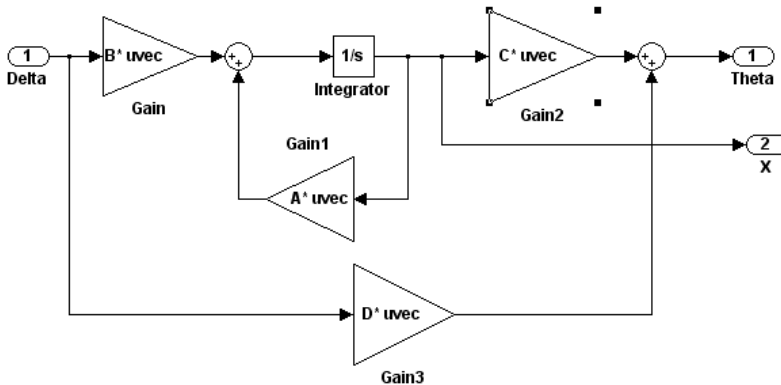 1
Delta
B* uvec
Gain
+
+
1/s
Integrator
C* uvec
Gain2
+
+
1
Theta
2
X
Gain1
A* uvec
D* uvec
Gain3